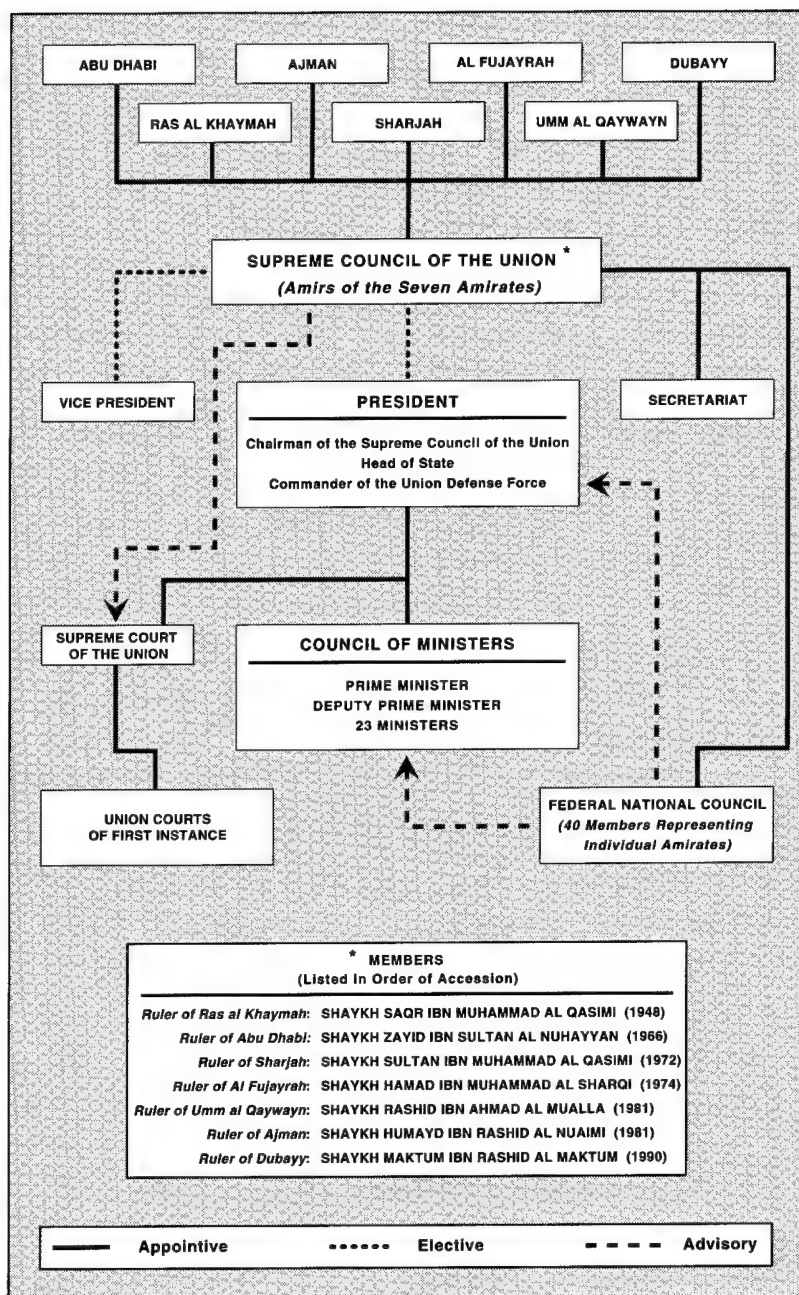 ABU DHABI
AJMAN
AL FUJAYRAH
DUBAYY
RAS AL KHAYMAH
SHARJAH
UMM AL QAYWAYN
SUPREME COUNCIL OF THE UNION *
(Amirs of the Seven Amirates)
VICE PRESIDENT
PRESIDENT
Chairman of the Supreme Council of the Union
Head of State
Commander of the Union Defense Force
SECRETARIAT
SUPREME COURT
OF THE UNION
COUNCIL OF MINISTERS
PRIME MINISTER
DEPUTY PRIME MINISTER
23 MINISTERS
UNION COURTS
OF FIRST INSTANCE
FEDERAL NATIONAL COUNCIL
(40 Members Representing
Individual Amirates)
* MEMBERS
(Listed in Order of Accession)
Ruler of Ras al Khaymah: SHAYKH SAQR IBN MUHAMMAD AL QASIMI (1948)
Ruler of Abu Dhabi: SHAYKH ZAYID IBN SULTAN AL NUHAYYAN (1966)
Ruler of Sharjah: SHAYKH SULTAN IBN MUHAMMAD AL QASIMI (1972)
Ruler of Al Fujayrah: SHAYKH HAMAD IBN MUHAMMAD AL SHARQI (1974)
Ruler of Umm al Qaywayn: SHAYKH RASHID IBN AHMAD AL MUALLA (1981)
Ruler of Ajman: SHAYKH HUMAYD IBN RASHID AL NUAIMI (1981)
Ruler of Dubayy: SHAYKH MAKTUM IBN RASHID AL MAKTUM (1990)
Appointive Elective Advisory